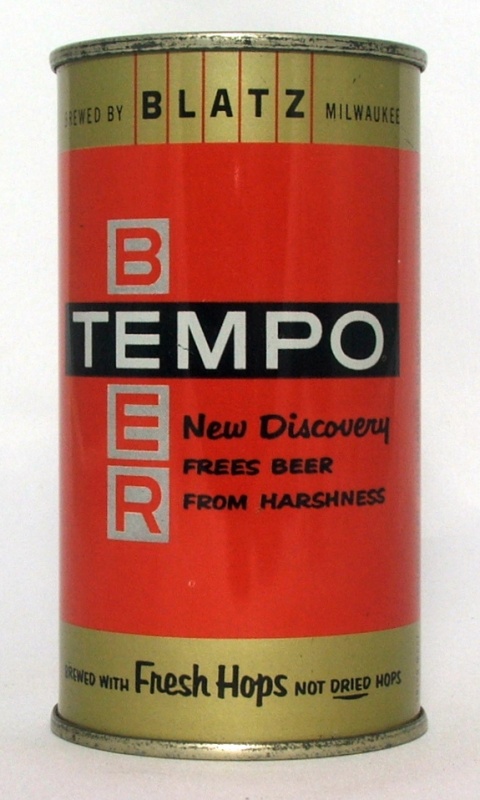 BREWED BY BLATZ MILWAUKEE
B
TEMPO
E
R
New Discovery
FREES BEER
FROM HARSHNESS
BREWED WITH Fresh Hops NOT DRIED HOPS